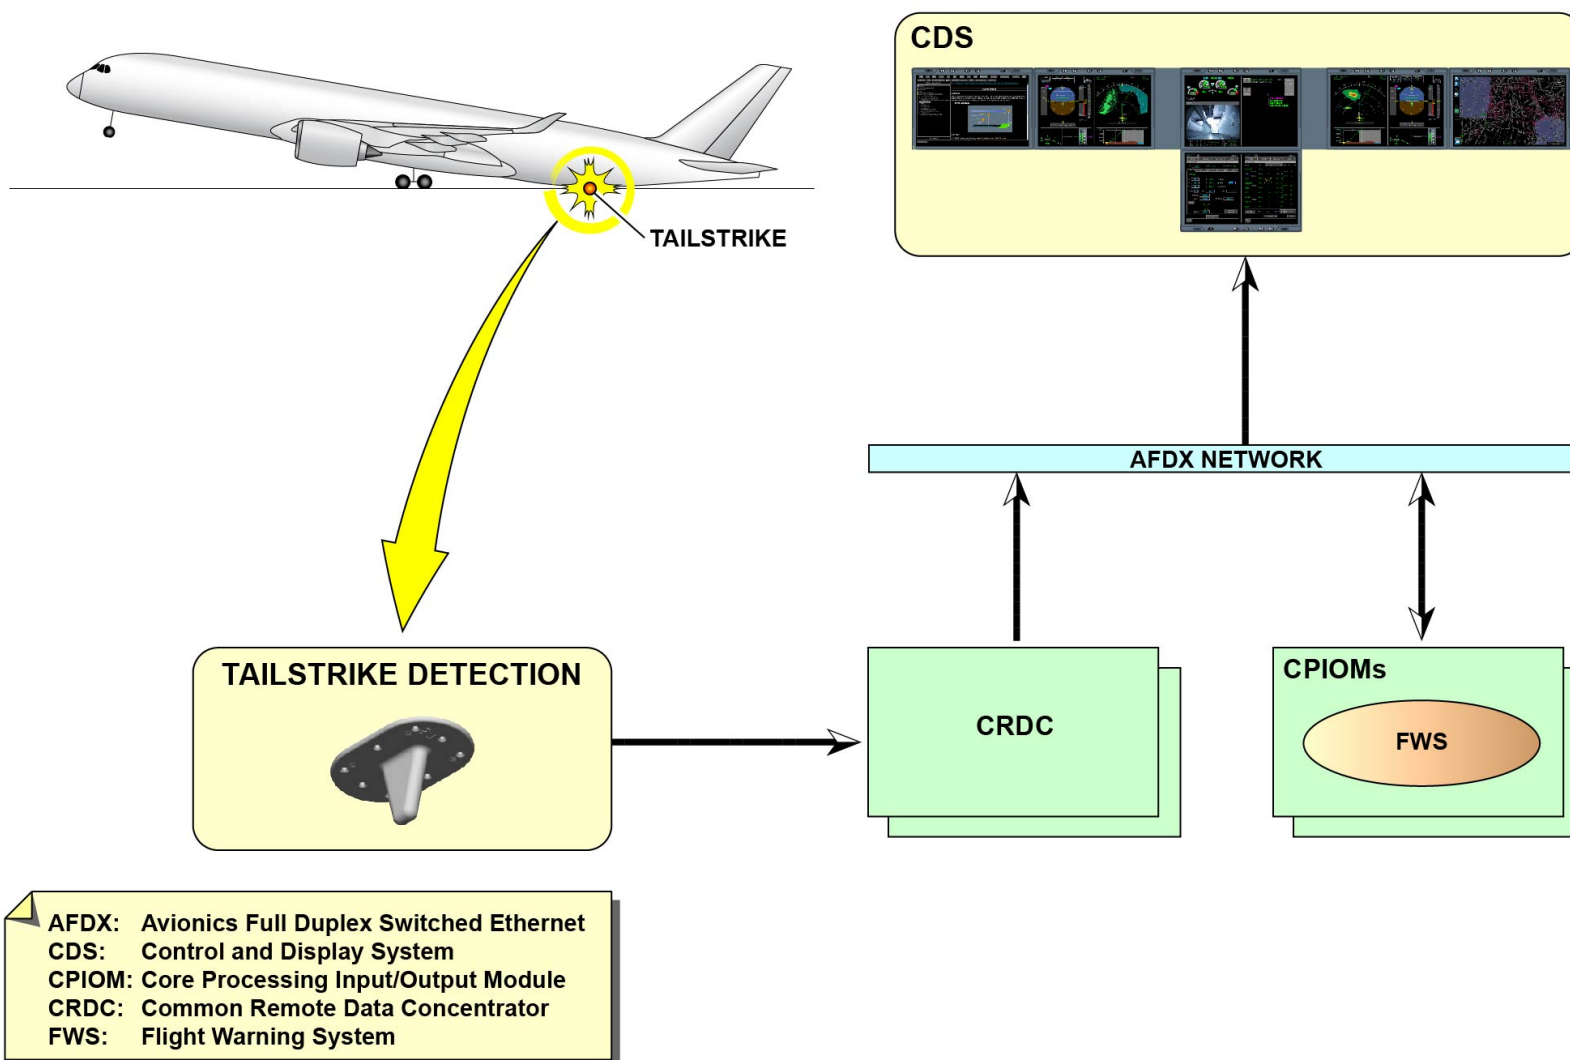 CDS
TAILSTRIKE
AFDX NETWORK
TAILSTRIKE DETECTION
CRDC
CPIOMs
FWS
AFDX: Avionics Full Duplex Switched Ethernet
CDS: Control and Display System
CPIOM: Core Processing Input/Output Module
CRDC: Common Remote Data Concentrator
FWS: Flight Warning System